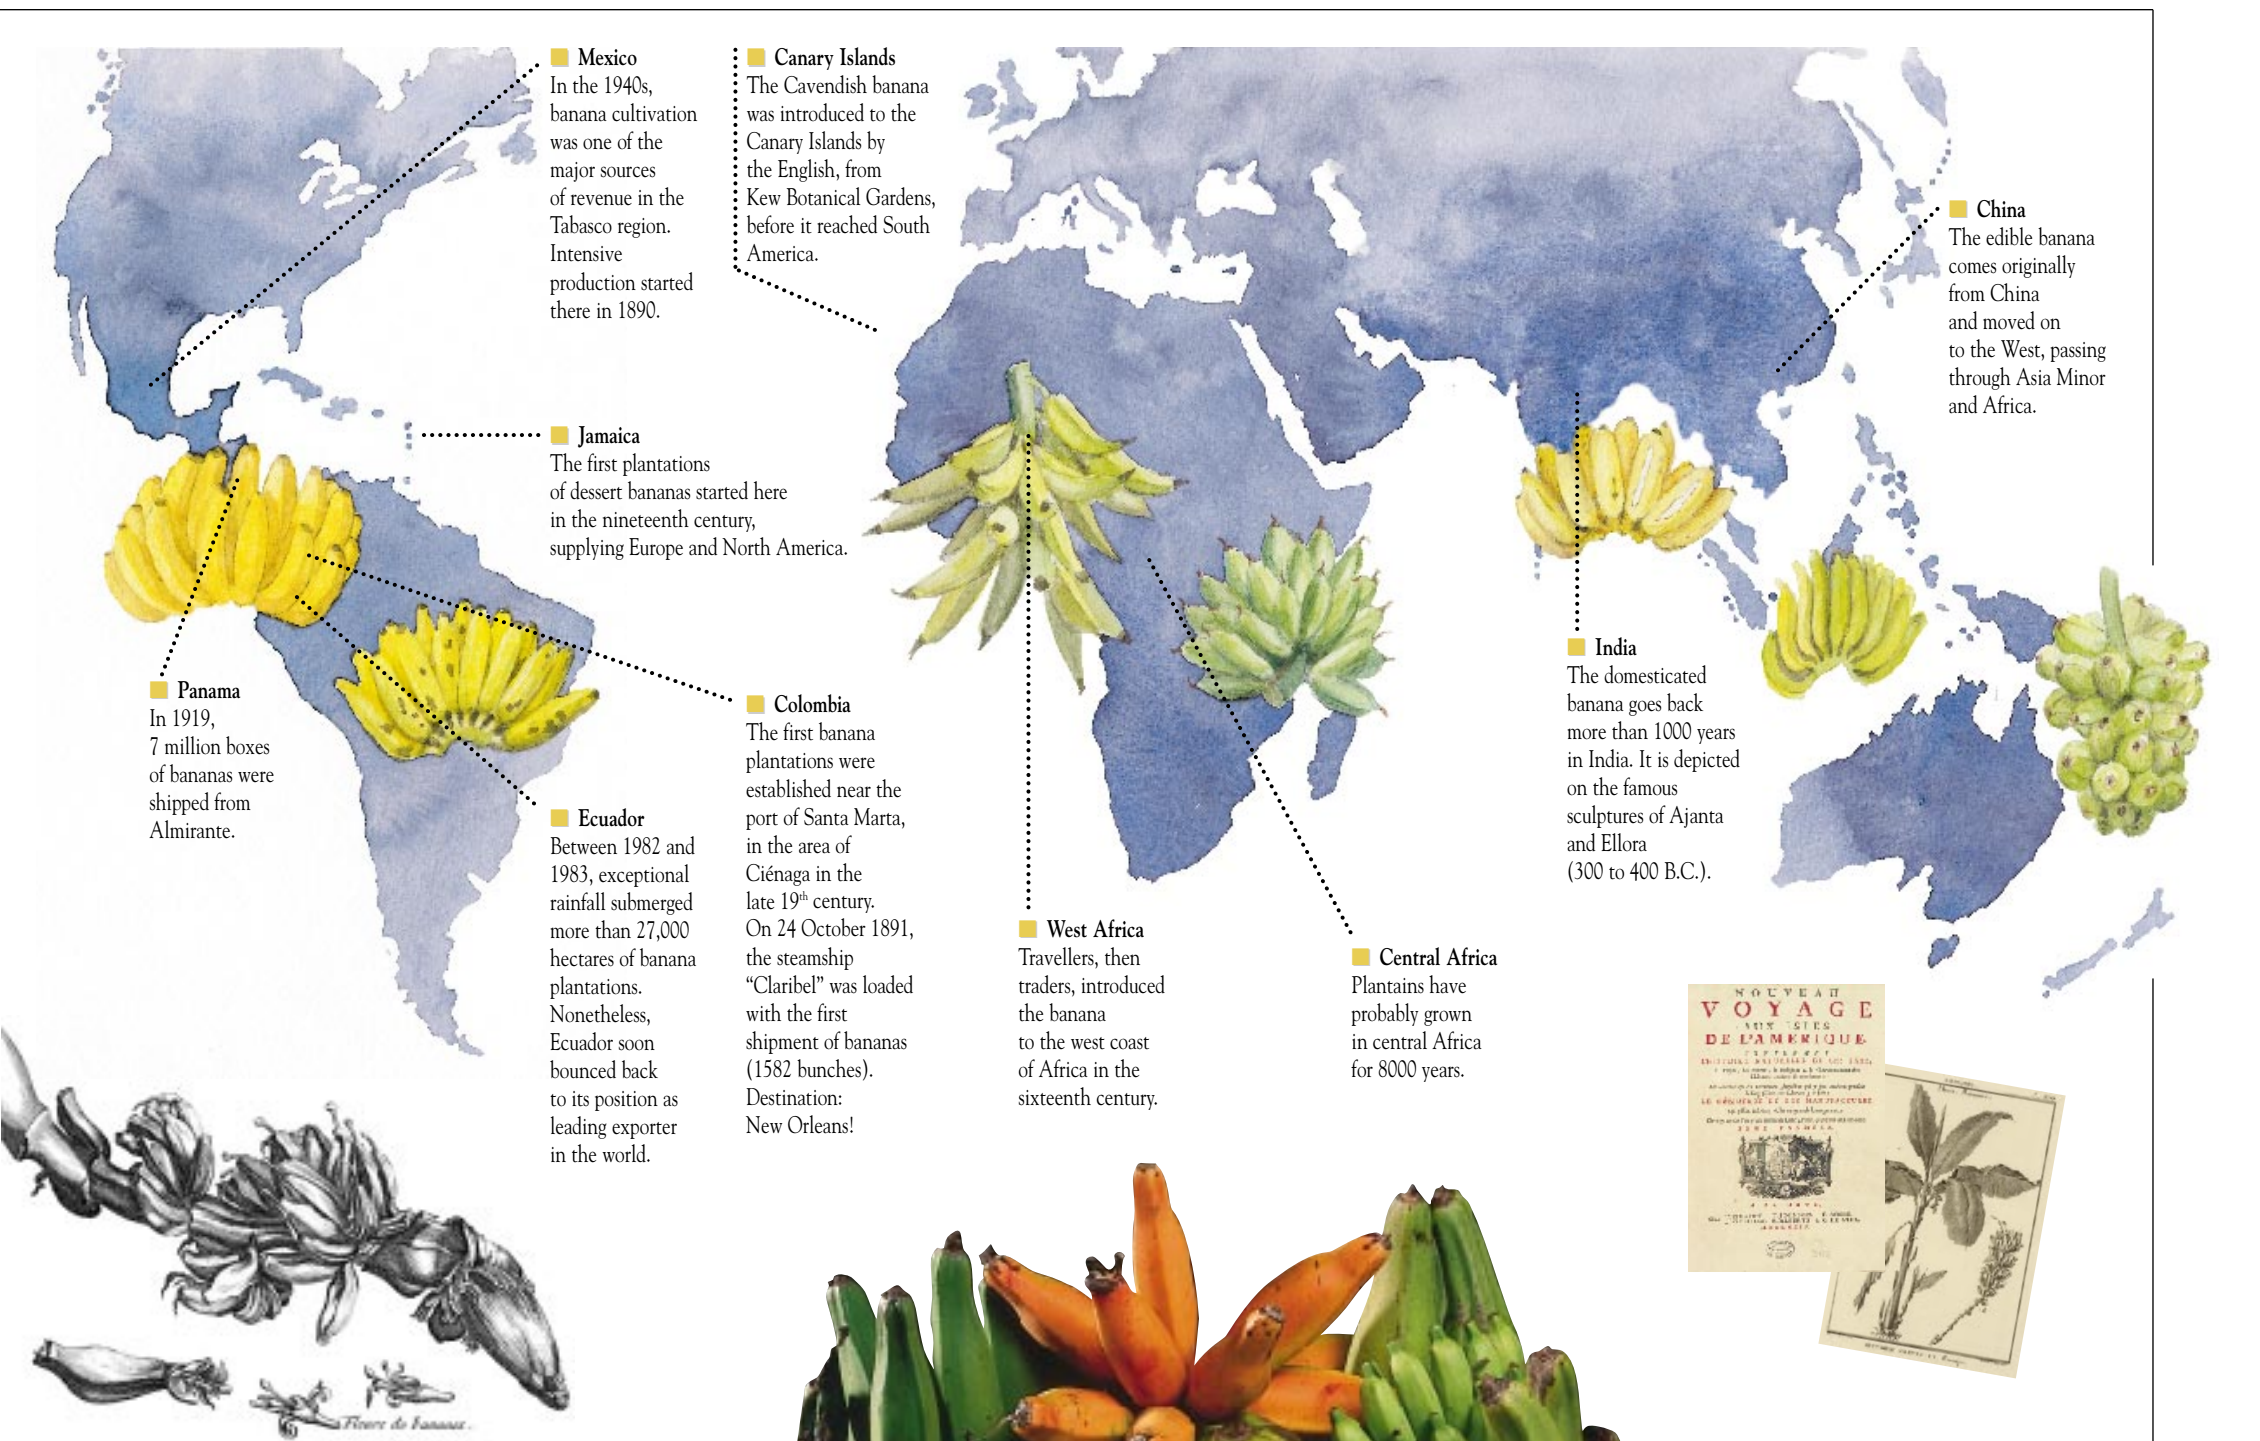 Mexico
In the 1940s,
banana cultivation
was one of the
major sources
of revenue in the
Tabasco region.
Intensive
production started
there in 1890.
Canary Islands
The Cavendish banana
was introduced to the
Canary Islands by
the English, from
Kew Botanical Gardens,
before it reached South
America.
China
The edible banana
comes originally
from China
and moved on
to the West, passing
through Asia Minor
and Africa.
Jamaica
The first plantations
of dessert bananas started here
in the nineteenth century,
supplying Europe and North America.
Panama
In 1919,
7 million boxes
of bananas were
shipped from
Almirante.
Ecuador
Between 1982 and
1983, exceptional
rainfall submerged
more than 27,000
hectares of banana
plantations.
Nonetheless,
Ecuador soon
bounced back
to its position as
leading exporter
in the world.
Colombia
The first banana
plantations were
established near the
port of Santa Marta,
in the area of
Ciénaga in the
late 19th century.
On 24 October 1891,
the steamship
“Claribel” was loaded
with the first
shipment of bananas
(1582 bunches).
Destination:
New Orleans!
West Africa
Travellers, then
traders, introduced
the banana
to the west coast
of Africa in the
sixteenth century.
Central Africa
Plantains have
probably grown
in central Africa
for 8000 years.
India
The domesticated
banana goes back
more than 1000 years
in India. It is depicted
on the famous
sculptures of Ajanta
and Ellora
(300 to 400 B.C.).
NOUVEAU
VOYAGE
AUX ISLES
DE L'AMERIQUE
Fleurs de Bananes.